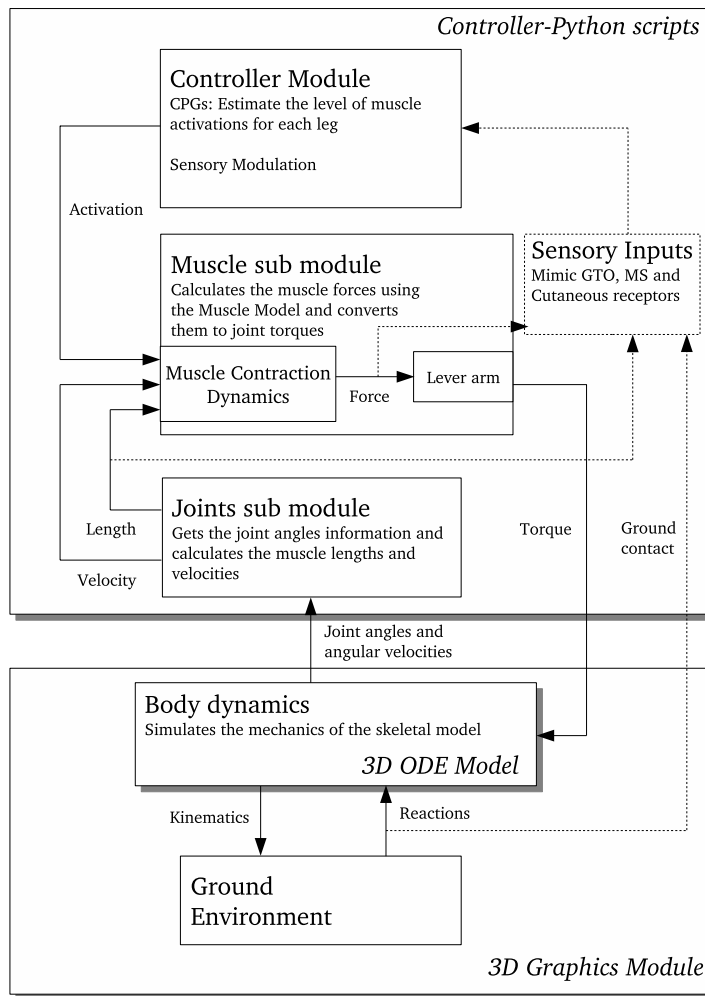 Controller-Python scripts
Controller Module
CPGs: Estimate the level of muscle
activations for each leg
Sensory Modulation
Activation
Sensory Inputs
Mimic GTO, MS and
Cutaneous receptors
Muscle sub module
Calculates the muscle forces using
the Muscle Model and converts
them to joint torques
Muscle Contraction
Dynamics
Force
Lever arm
Joints sub module
Gets the joint angles information and
calculates the muscle lengths and
velocities
Length
Velocity
Torque
Ground
contact
Joint angles and
angular velocities
Body dynamics
Simulates the mechanics of the skeletal model
3D ODE Model
Kinematics
Reactions
Ground
Environment
3D Graphics Module